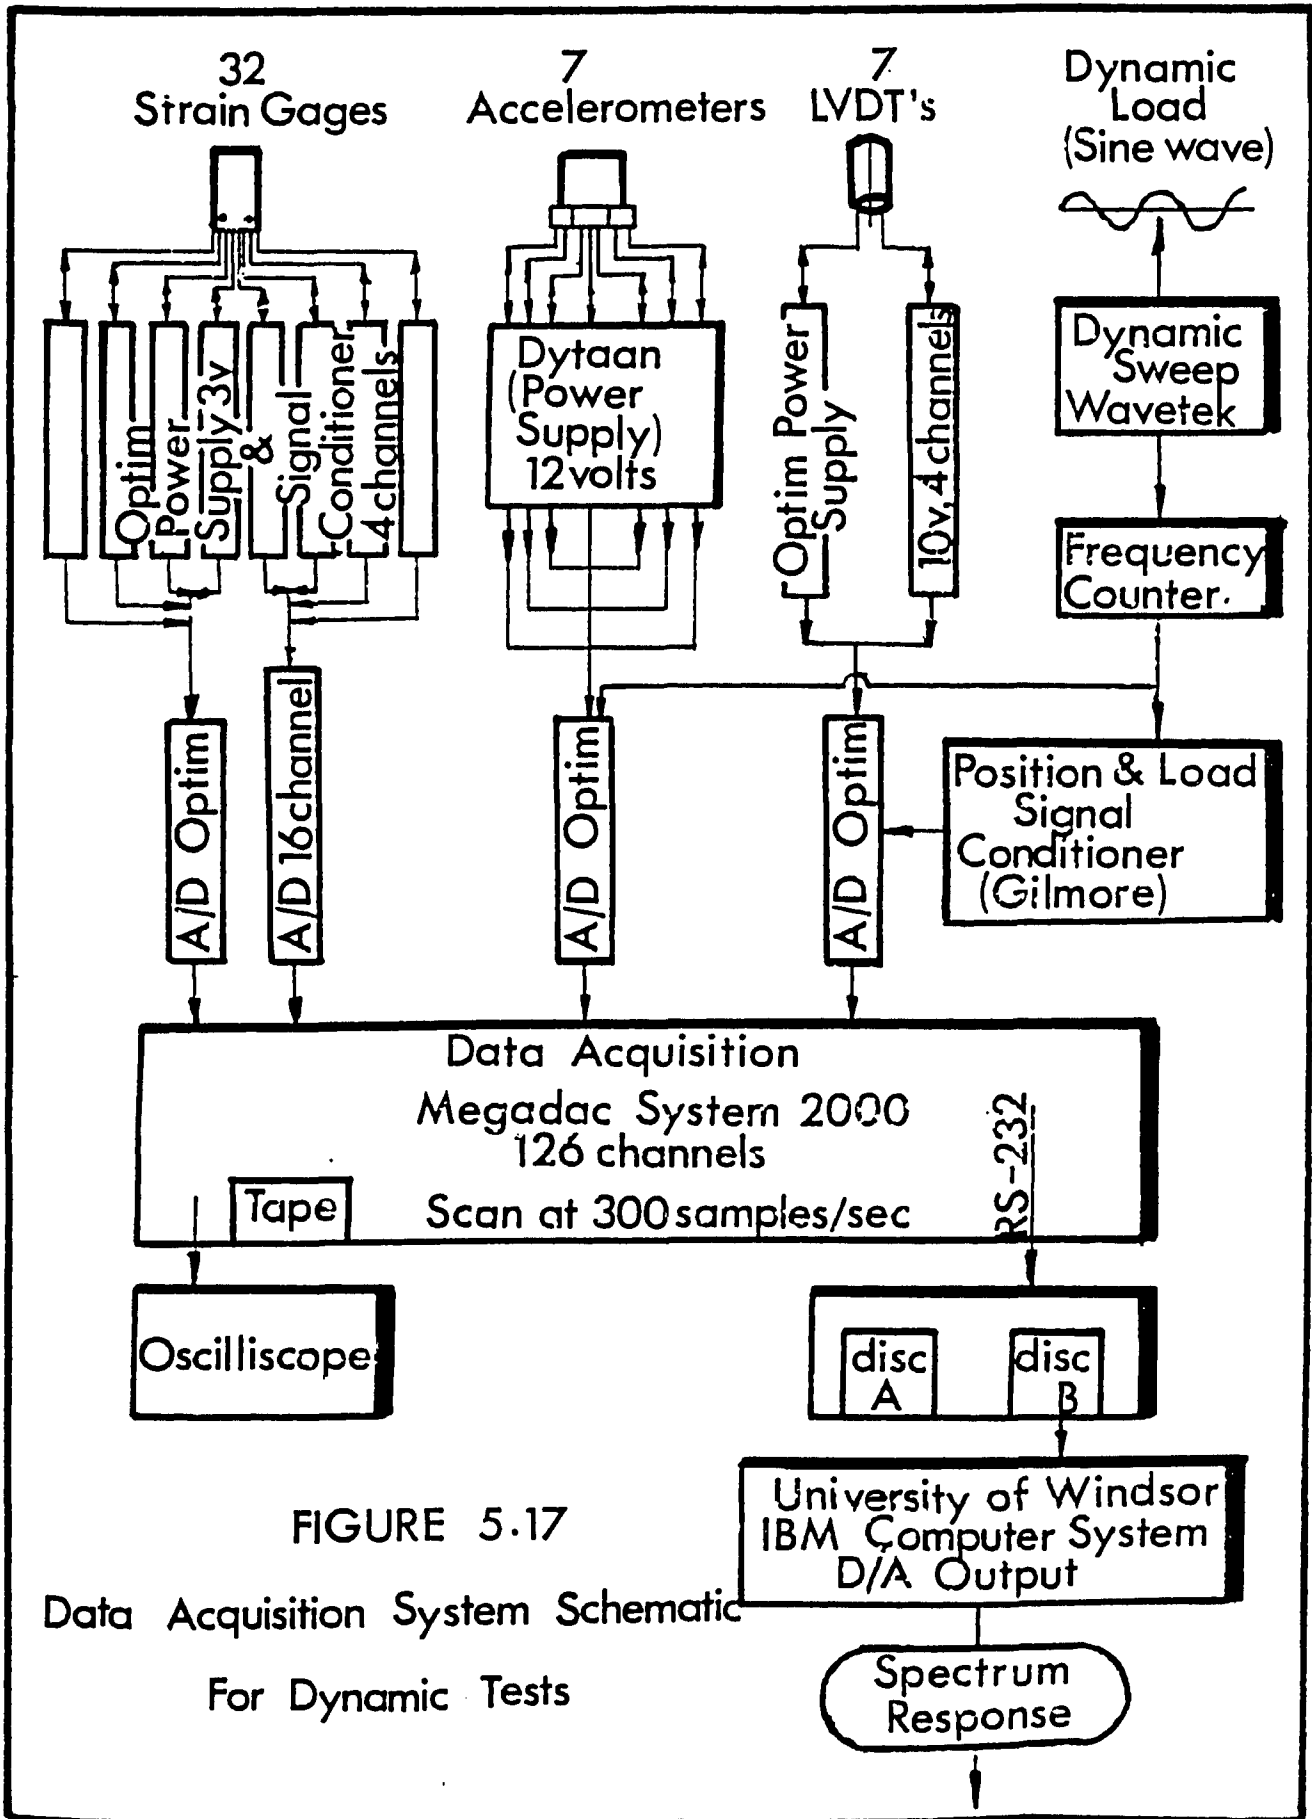 32
Strain Gages
7
Accelerometers
7
LVDT's
Dynamic
Load
(Sine wave)
Optim
Power
Supply 3v
&
Signal
Conditioner
4 channels
Dytaan
(Power
Supply)
12 volts
Optim Power
Supply
10v, 4 channels
Dynamic
Sweep
Wavetek
Frequency
Counter.
A/D Optim
A/D 16 channel
A/D Optim
A/D Optim
Position & Load
Signal
Conditioner
(Gilmore)
Data Acquisition
Megadac System 2000
126 channels
Scan at 300 samples/sec
Tape
RS-232
Oscilliscope
disc
A
disc
B
University of Windsor
IBM Computer System
D/A Output
Spectrum
Response
FIGURE 5.17
Data Acquisition System Schematic
For Dynamic Tests